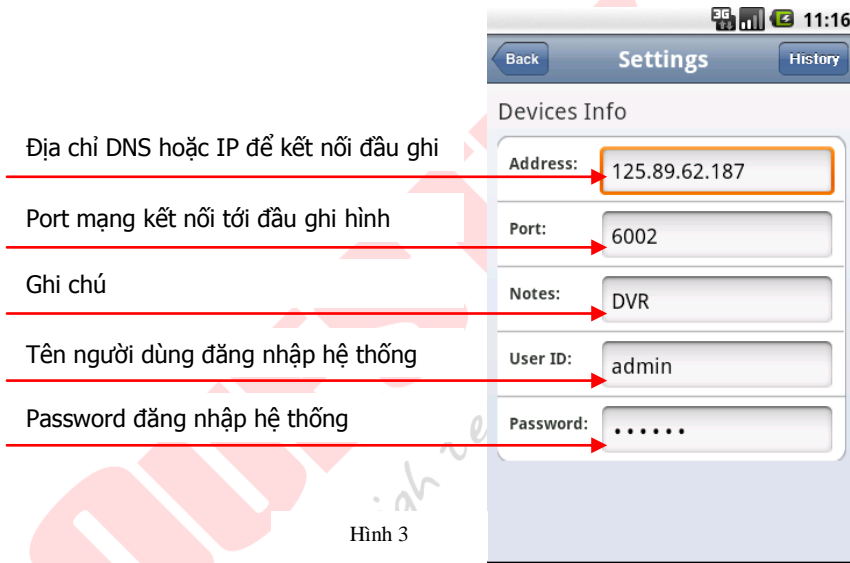 3G 11:16
Back Settings History
Devices Info
Địa chỉ DNS hoặc IP để kết nối đầu ghi
Address: 125.89.62.187
Port mạng kết nối tới đầu ghi hình
Port: 6002
Ghi chú
Notes: DVR
Tên người dùng đăng nhập hệ thống
User ID: admin
Password đăng nhập hệ thống
Password: ••••••
Hình 3